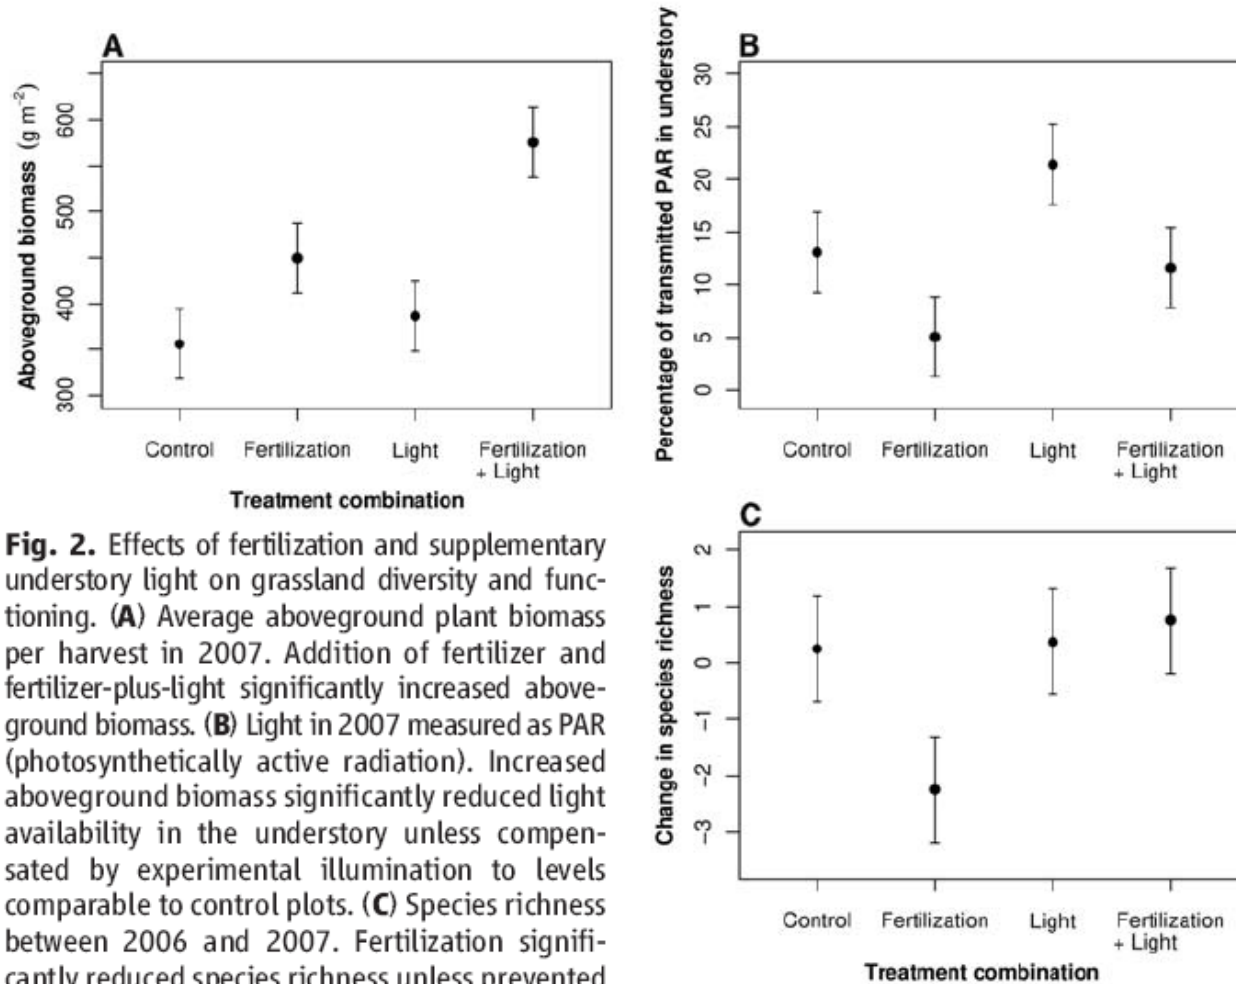 A
Aboveground biomass (g m⁻²)
600
500
400
300
Control
Fertilization
Light
Fertilization
+ Light
Treatment combination
B
Percentage of transmitted PAR in understory
30
25
20
15
10
5
0
Control
Fertilization
Light
Fertilization
+ Light
C
Change in species richness
2
1
0
-1
-2
-3
Control
Fertilization
Light
Fertilization
+ Light
Treatment combination
Fig. 2. Effects of fertilization and supplementary
understory light on grassland diversity and func-
tioning. (A) Average aboveground plant biomass
per harvest in 2007. Addition of fertilizer and
fertilizer-plus-light significantly increased above-
ground biomass. (B) Light in 2007 measured as PAR
(photosynthetically active radiation). Increased
aboveground biomass significantly reduced light
availability in the understory unless compen-
sated by experimental illumination to levels
comparable to control plots. (C) Species richness
between 2006 and 2007. Fertilization signifi-
cantly reduced species richness unless prevented